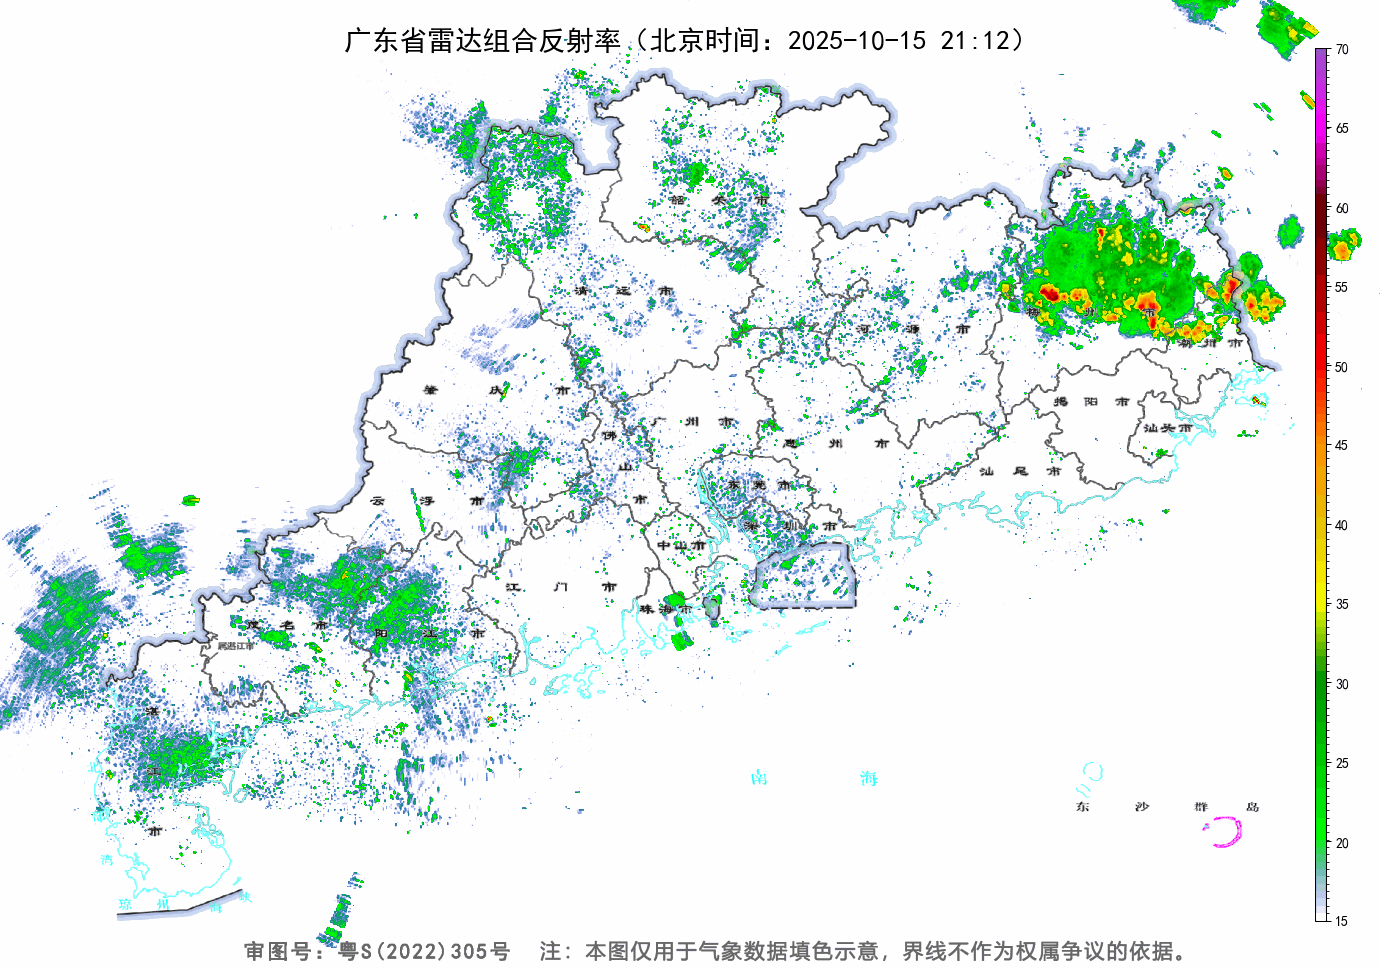 广东省雷达组合反射率（北京时间：2025-10-15 21:12）
70
65
60
55
50
45
40
35
30
25
20
15
韶关市
清远市
河源市
梅州市
潮州市
肇庆市
广州市
佛山市
惠州市
揭阳市
汕头市
汕尾市
云浮市
东莞市
深圳市
中山市
江门市
珠海市
茂名市
阳江市
属湛江市
湛江市
北
湾
琼州海峡
南海
东沙群岛
审图号：粤S(2022)305号 注：本图仅用于气象数据填色示意，界线不作为权属争议的依据。